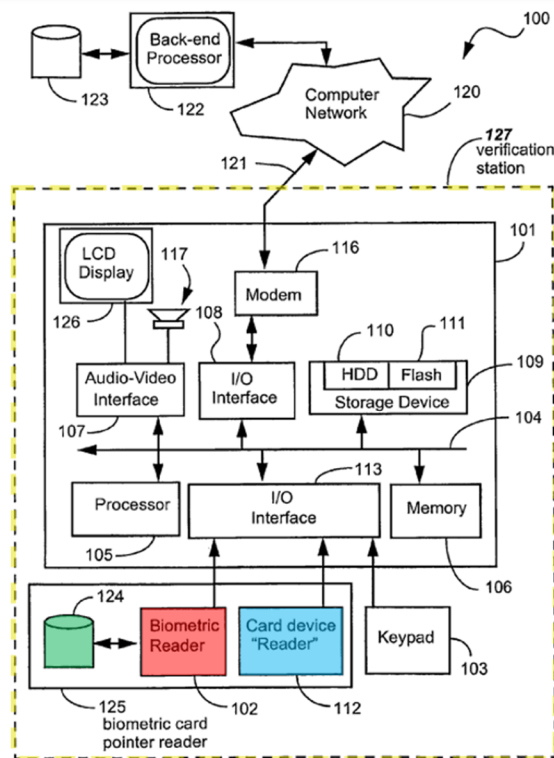 100
Back-end
Processor
123
122
Computer
Network
120
121
127
verification
station
101
LCD
Display
117
116
126
Modem
108
110
111
Audio-Video
Interface
I/O
Interface
HDD
Flash
109
Storage Device
107
104
113
Processor
I/O
Interface
Memory
105
106
124
Biometric
Reader
Card device
"Reader"
Keypad
103
125
102
112
biometric card
pointer reader